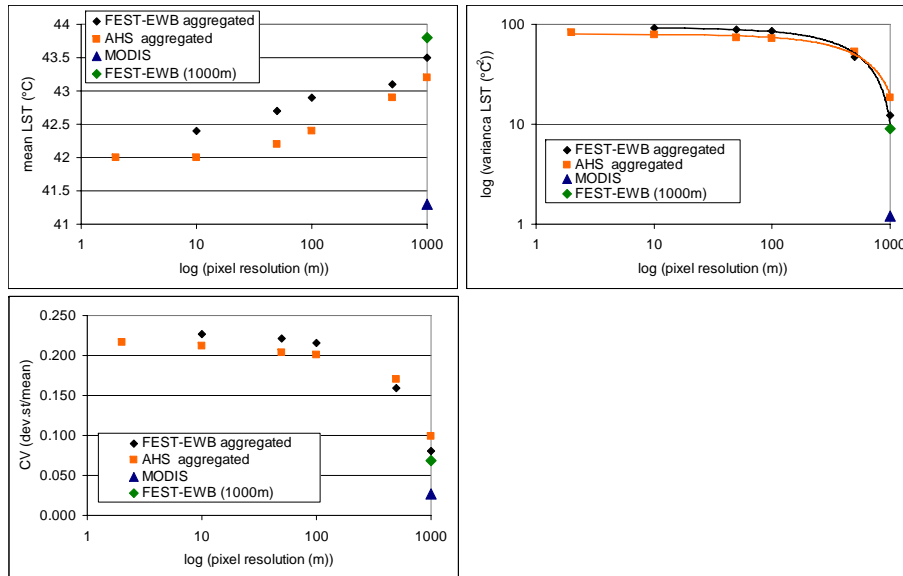 44
43.5
43
42.5
42
41.5
41
mean LST (°C)
FEST-EWB aggregated
AHS aggregated
MODIS
FEST-EWB (1000m)
1
10
100
1000
log (pixel resolution (m))
100
10
1
log (varianca LST (°C²)
FEST-EWB aggregated
AHS aggregated
MODIS
FEST-EWB (1000m)
1
10
100
1000
log (pixel resolution (m))
0.250
0.200
0.150
0.100
0.050
0.000
CV (dev.st/mean)
FEST-EWB aggregated
AHS aggregated
MODIS
FEST-EWB (1000m)
1
10
100
1000
log (pixel resolution (m))